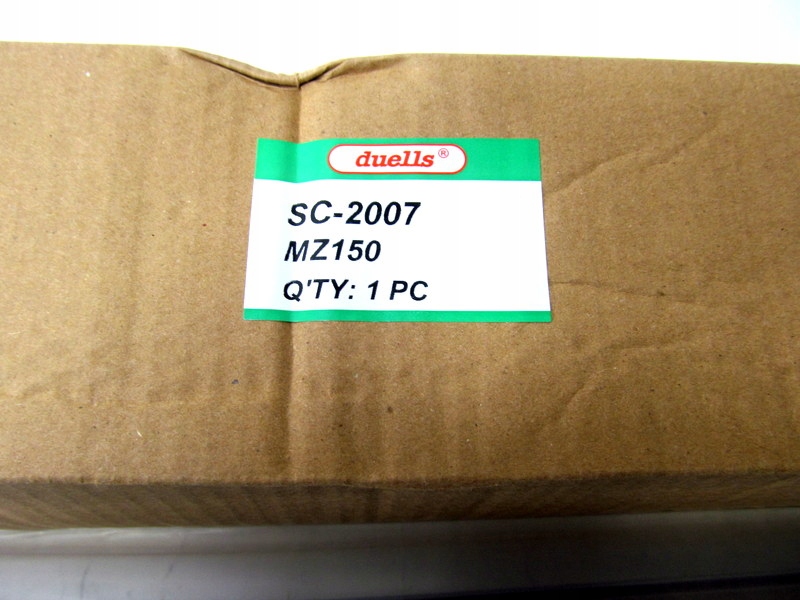 duells®
SC-2007
MZ150
Q'TY: 1 PC